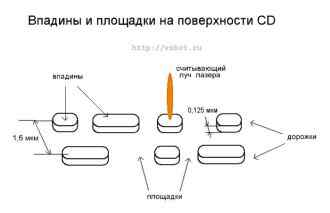 Впадины и площадки на поверхности CD
http://eshet.ru
впадины
считывающий
луч лазера
0,125 мкм
1,6 мкм
дорожки
площадки